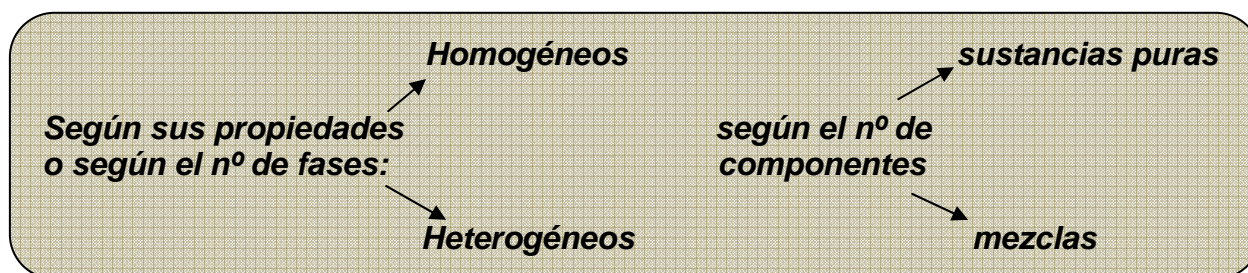 Homogéneos
Según sus propiedades
o según el nº de fases:
Heterogéneos
sustancias puras
según el nº de
componentes
mezclas